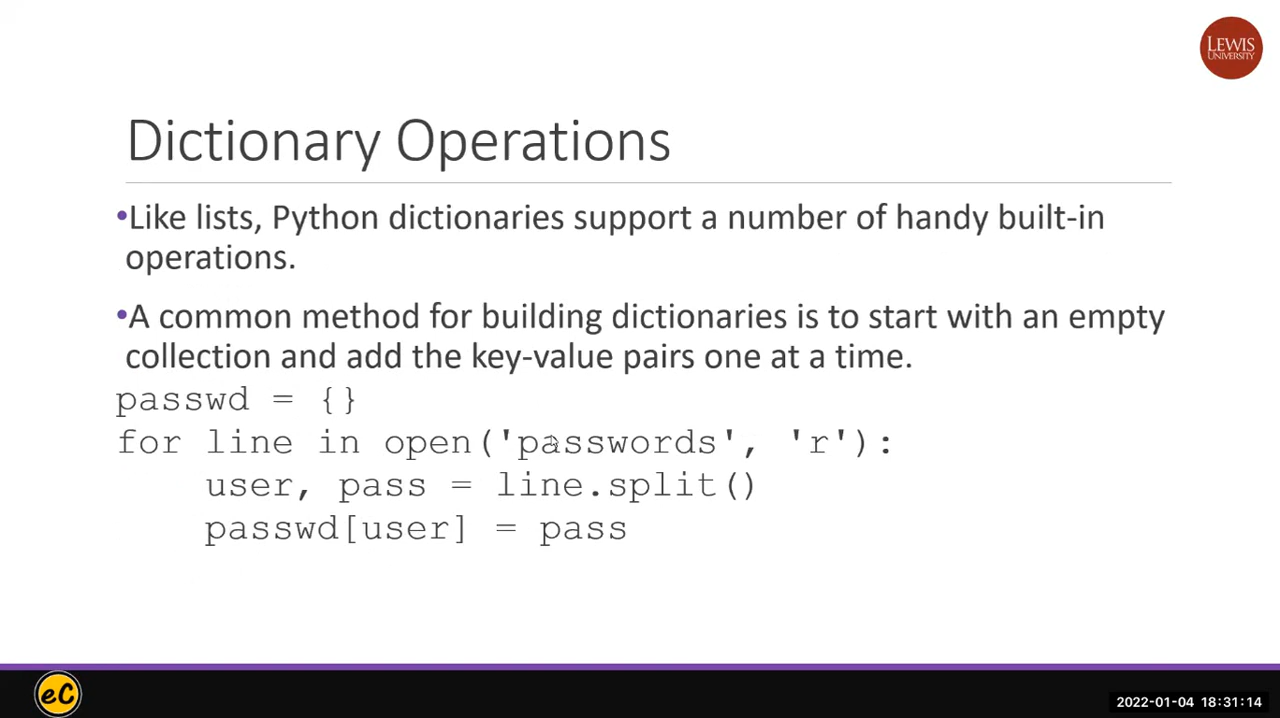 LEWIS
UNIVERSITY
Dictionary Operations
•Like lists, Python dictionaries support a number of handy built-in
operations.
•A common method for building dictionaries is to start with an empty
collection and add the key-value pairs one at a time.
passwd = {}
for line in open('passwords', 'r'):
    user, pass = line.split()
    passwd[user] = pass
eC
2022-01-04 18:31:14